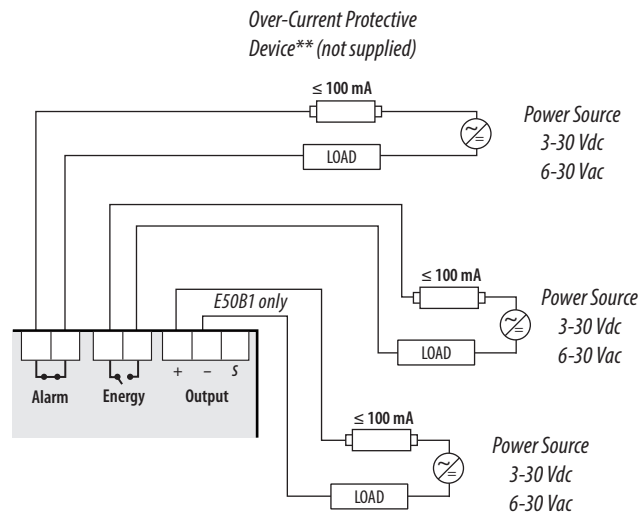 Over-Current Protective
Device** (not supplied)
≤ 100 mA
LOAD
Power Source
3-30 Vdc
6-30 Vac
≤ 100 mA
LOAD
Power Source
3-30 Vdc
6-30 Vac
E50B1 only
+ – S
Alarm Energy Output
≤ 100 mA
LOAD
Power Source
3-30 Vdc
6-30 Vac